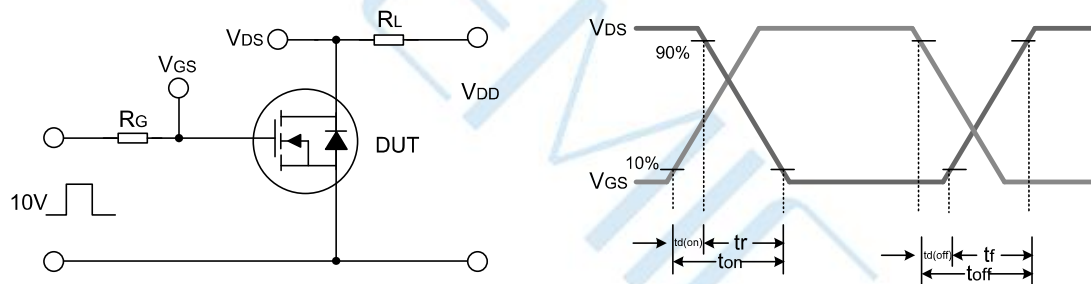 RL
VDS
VGS
VDD
RG
DUT
10V
VDS
90%
10%
VGS
td(on)
tr
td(off)
tf
ton
toff